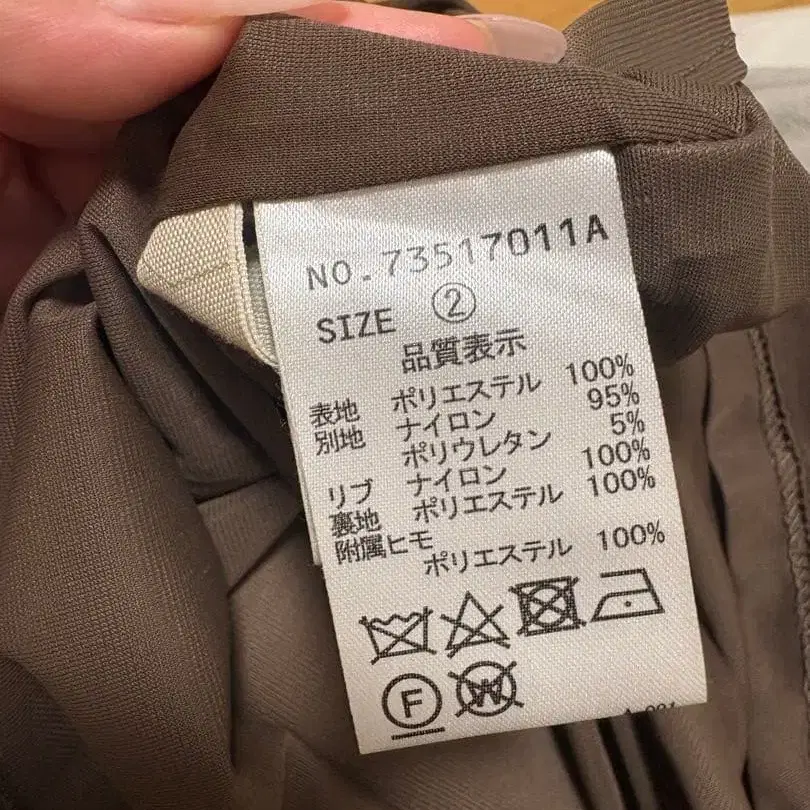 NO.73517011A
SIZE ②
品質表示
表地 ポリエステル 100%
別地 ナイロン 95%
ポリウレタン 5%
リブ ナイロン 100%
裏地 ポリエステル 100%
附属ヒモ
ポリエステル 100%
F W